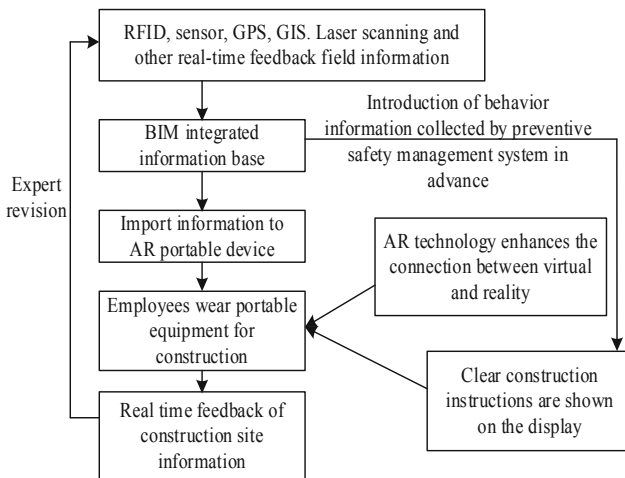 RFID, sensor, GPS, GIS. Laser scanning and
other real-time feedback field information
Introduction of behavior
information collected by preventive
safety management system in
advance
BIM integrated
information base
Expert
revision
Import information to
AR portable device
AR technology enhances the
connection between virtual
and reality
Employees wear portable
equipment for
construction
Clear construction
instructions are shown
on the display
Real time feedback of
construction site
information